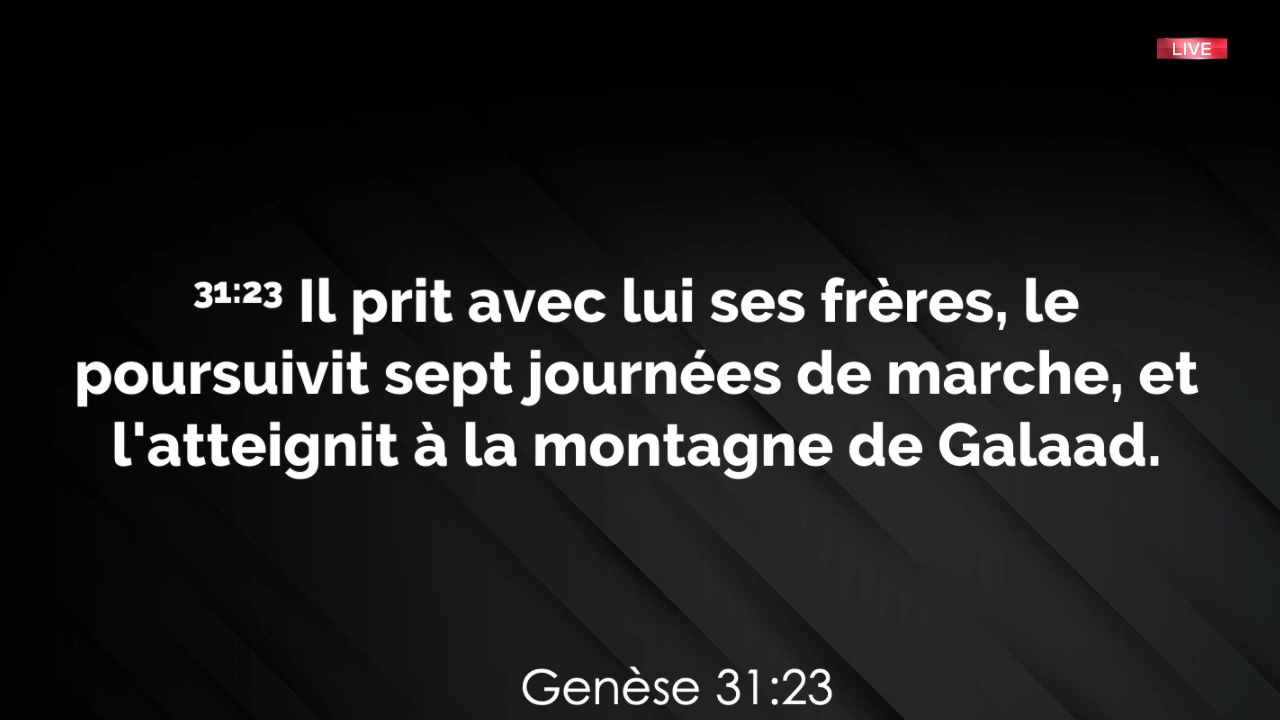 LIVE
31:23 Il prit avec lui ses frères, le
poursuivit sept journées de marche, et
l'atteignit à la montagne de Galaad.
Genèse 31:23